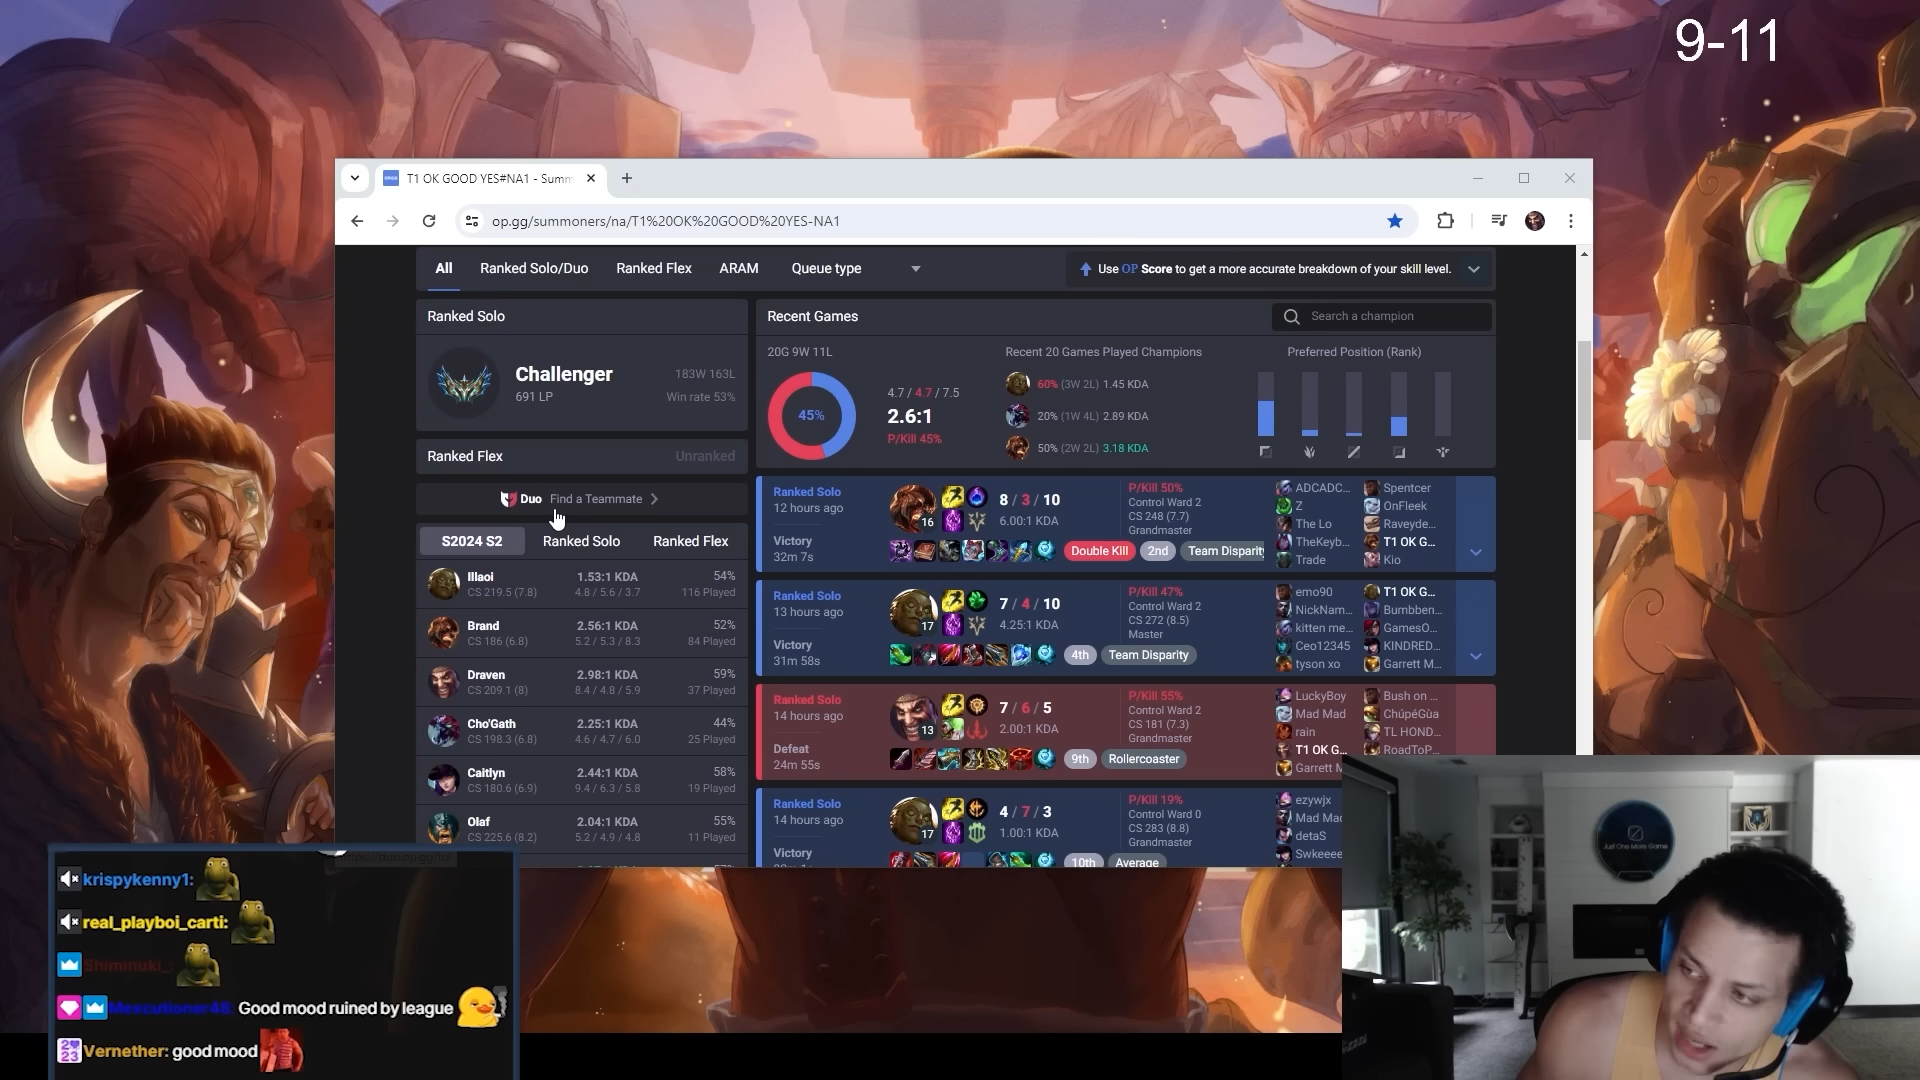 9-11
T1 OK GOOD YES#NA1 - Summ
op.gg/summoners/na/T1%20OK%20GOOD%20YES-NA1
All Ranked Solo/Duo Ranked Flex ARAM Queue type
Use OP Score to get a more accurate breakdown of your skill level.
Ranked Solo
Challenger
691 LP
183W 163L
Win rate 53%
Ranked Flex Unranked
Duo Find a Teammate
S2024 S2 Ranked Solo Ranked Flex
Illaoi 1.53:1 KDA 54%
CS 219.5 (7.8) 4.8 / 5.6 / 3.7 116 Played
Brand 2.56:1 KDA 52%
CS 186 (6.8) 5.2 / 5.3 / 8.3 84 Played
Draven 2.98:1 KDA 59%
CS 209.1 (8) 8.4 / 4.8 / 5.9 37 Played
Cho'Gath 2.25:1 KDA 44%
CS 198.3 (6.8) 4.6 / 4.7 / 6.0 25 Played
Caitlyn 2.44:1 KDA 58%
CS 180.6 (6.9) 9.4 / 6.3 / 5.8 19 Played
Olaf 2.04:1 KDA 55%
CS 225.6 (8.2) 5.2 / 4.9 / 4.8 11 Played
Recent Games
Search a champion
20G 9W 11L
45%
4.7 / 4.7 / 7.5
2.6:1
P/Kill 45%
Recent 20 Games Played Champions
60% (3W 2L) 1.45 KDA
20% (1W 4L) 2.89 KDA
50% (2W 2L) 3.18 KDA
Preferred Position (Rank)
Ranked Solo
12 hours ago
Victory
32m 7s
16
8 / 3 / 10
6.00:1 KDA
P/Kill 50%
Control Ward 2
CS 248 (7.7)
Grandmaster
Double Kill 2nd Team Disparity
ADCADC... Spentcer
Z OnFleek
The Lo Raveyde...
TheKeyb... T1 OK G...
Trade Kio
Ranked Solo
13 hours ago
Victory
31m 58s
17
7 / 4 / 10
4.25:1 KDA
P/Kill 47%
Control Ward 2
CS 272 (8.5)
Master
4th Team Disparity
emo90 T1 OK G...
NickNam... Bumbben...
kitten me... GamesO...
Ceo12345 KINDRED...
tyson xo Garrett M...
Ranked Solo
14 hours ago
Defeat
24m 55s
13
7 / 6 / 5
2.00:1 KDA
P/Kill 55%
Control Ward 2
CS 181 (7.3)
Grandmaster
9th Rollercoaster
LuckyBoy Bush on ...
Mad Mad ChúpéGùa
rain TL HOND...
T1 OK G... RoadToP...
Garrett M
Ranked Solo
14 hours ago
Victory
17
4 / 7 / 3
1.00:1 KDA
P/Kill 19%
Control Ward 0
CS 283 (8.8)
Grandmaster
10th Average
ezywjx
Mad Mad
detaS
Swkeeee
krispykenny1:
real_playboi_carti:
Shiminuki_:
Mexcutioner48: Good mood ruined by league
Vernether: good mood
Just One More Game